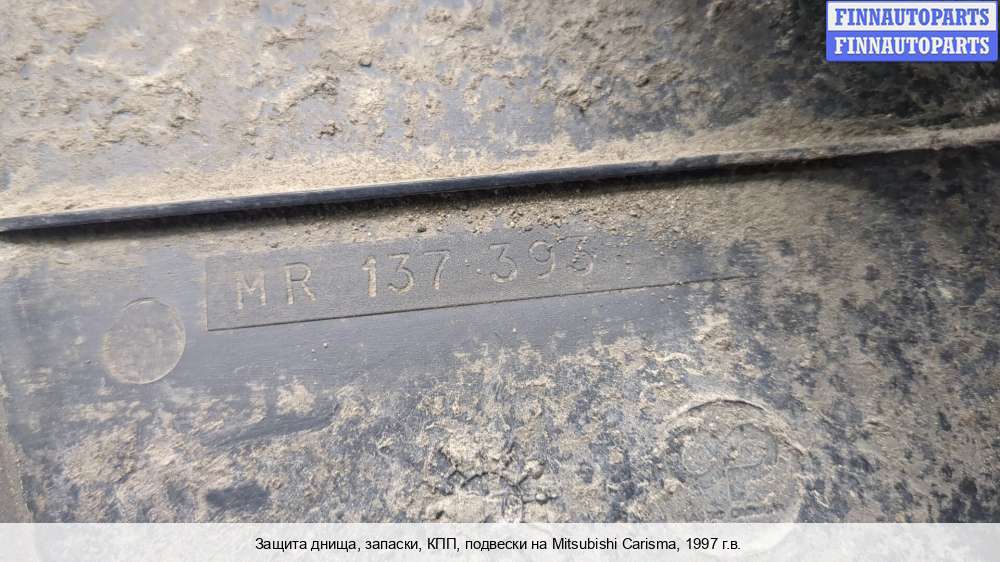 FINNAUTOPARTS
FINNAUTOPARTS
MR 137 393
Защита днища, запаски, КПП, подвески на Mitsubishi Carisma, 1997 г.в.